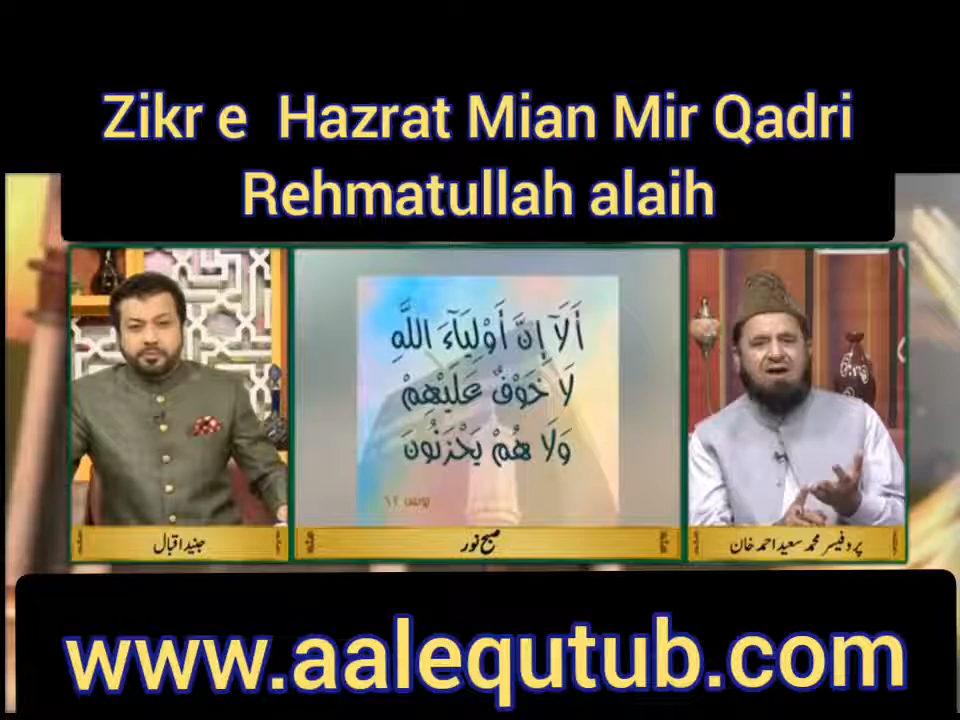 Zikr e Hazrat Mian Mir Qadri
Rehmatullah alaih
أَلَآ إِنَّ أَوْلِيَآءَ اللَّهِ
لَا خَوْفٌ عَلَيْهِمْ
وَلَا هُمْ يَحْزَنُونَ
جنید اقبال
صبح نور
پروفیسر محمد سعید احمد خان
www.aalequtub.com